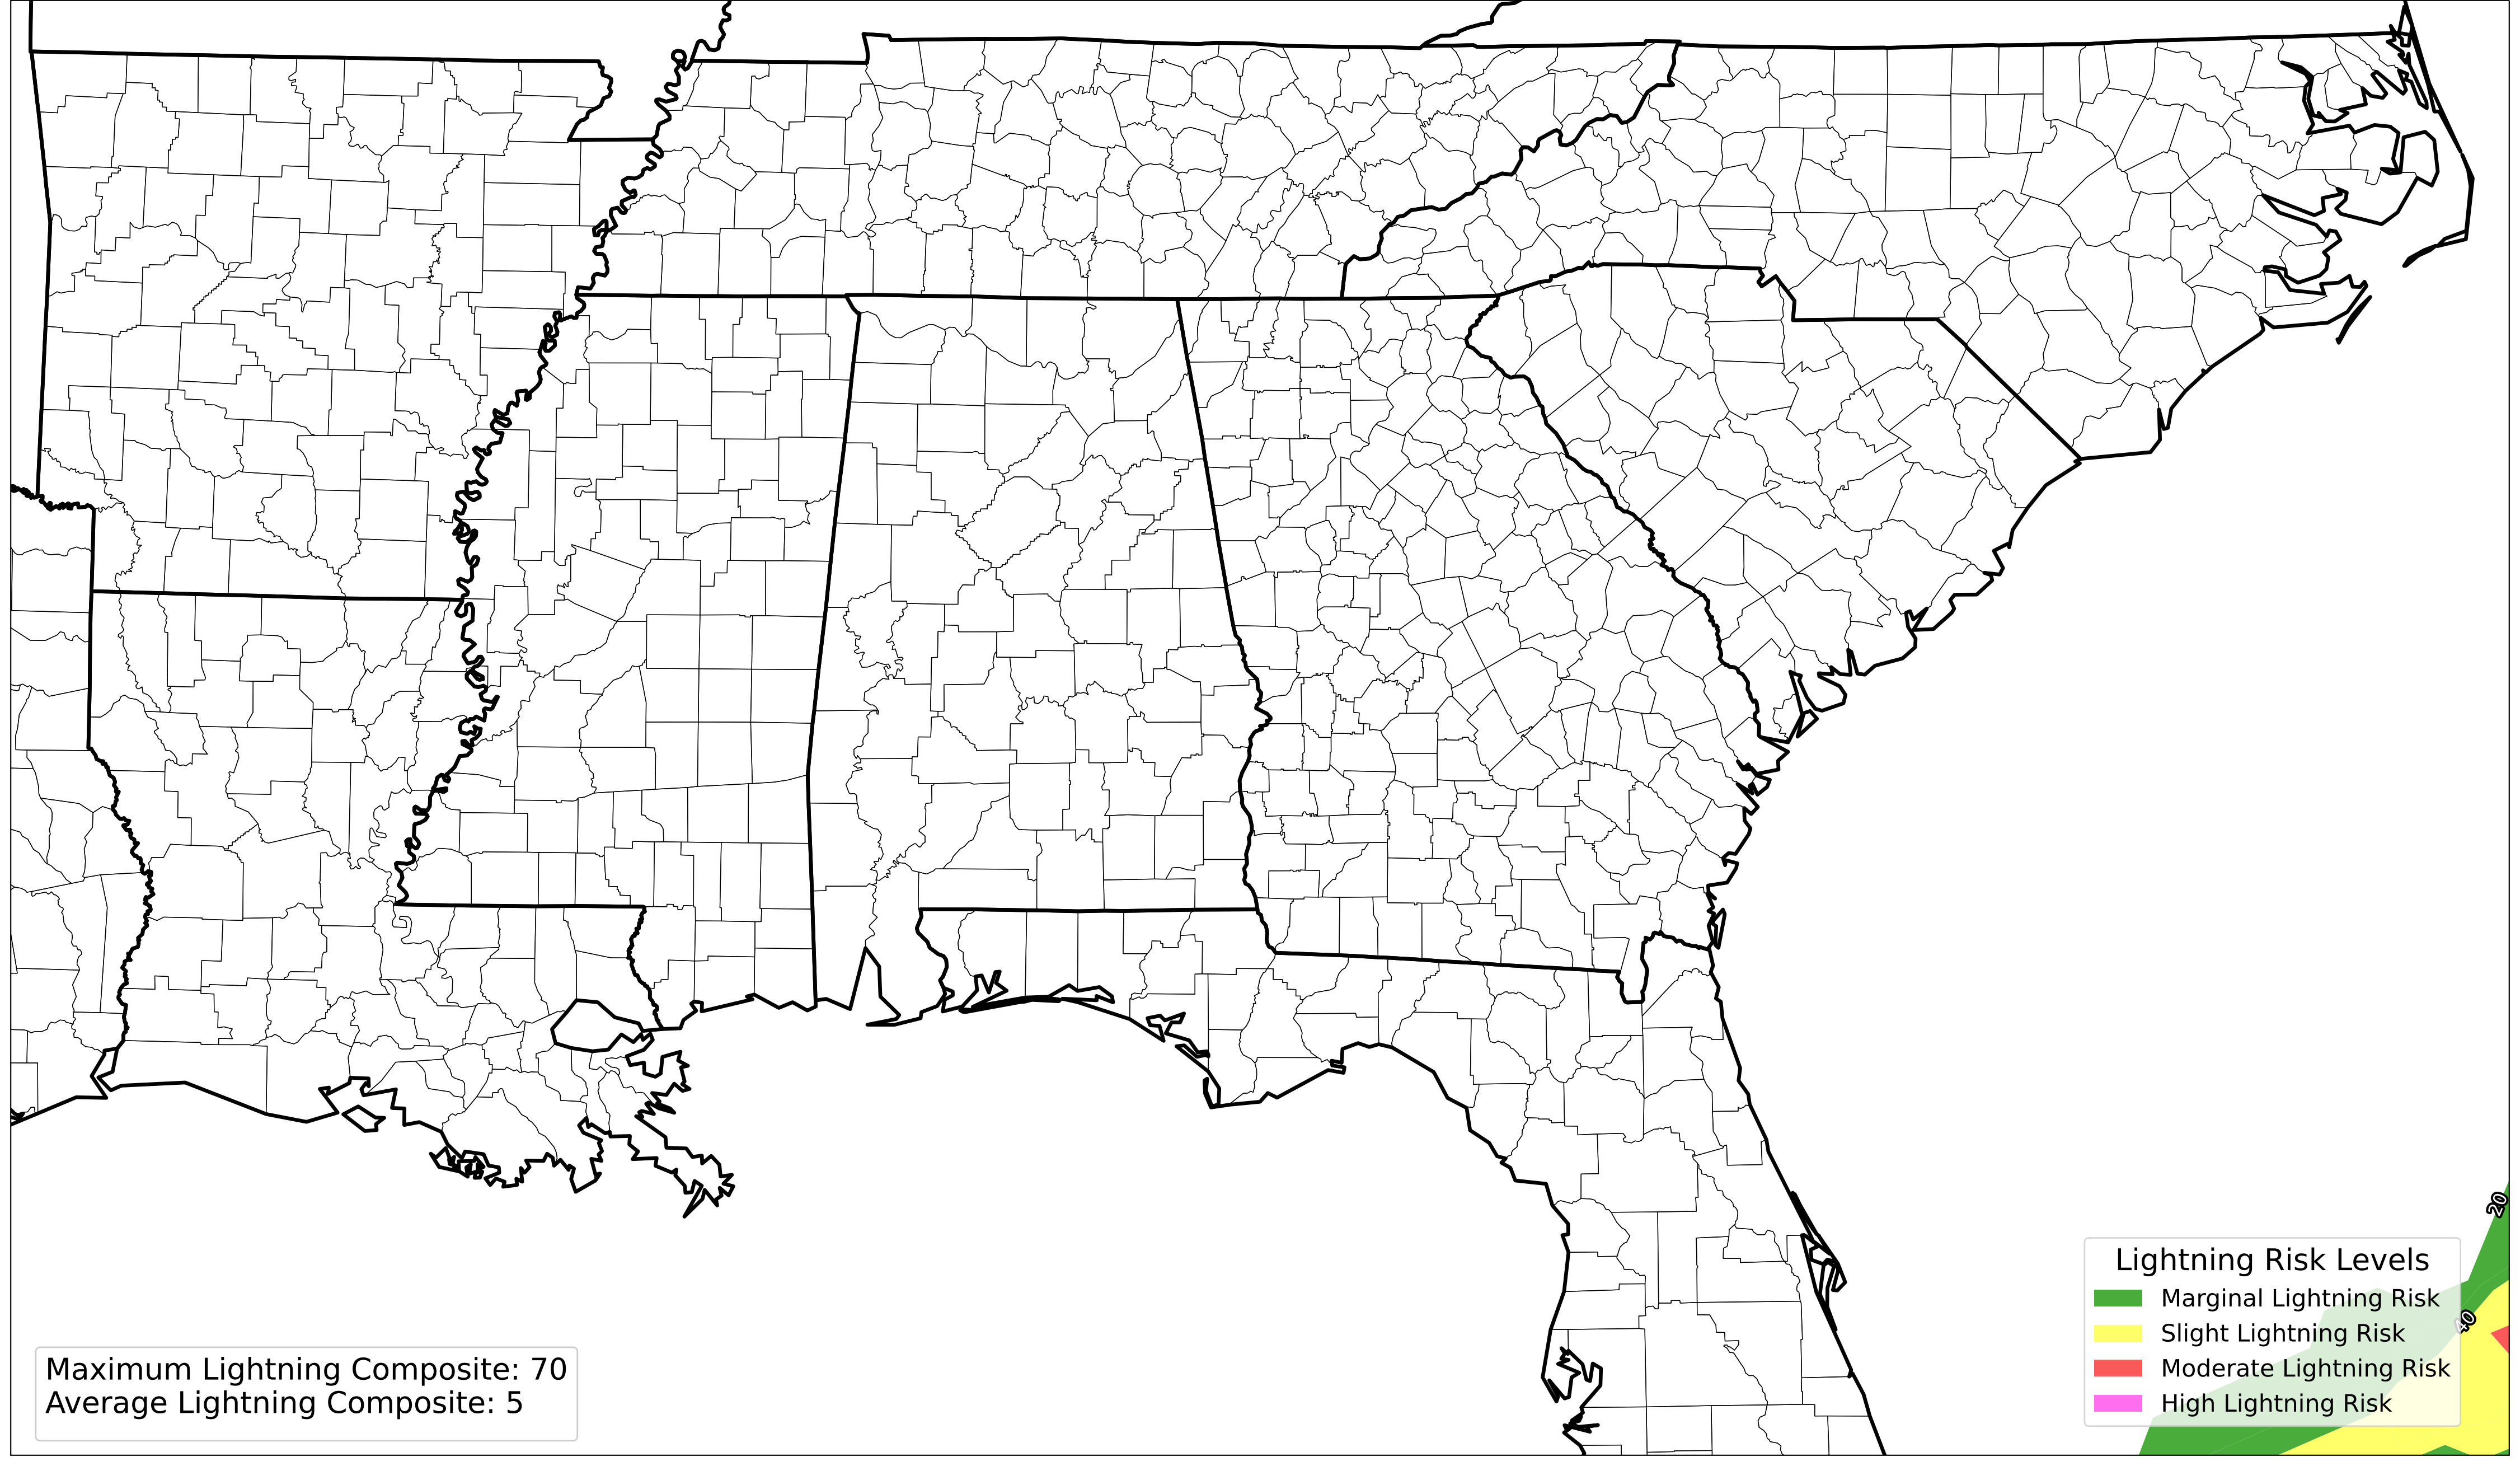 20
Lightning Risk Levels
Marginal Lightning Risk
40
Slight Lightning Risk
Moderate Lightning Risk
High Lightning Risk
Maximum Lightning Composite: 70
Average Lightning Composite: 5